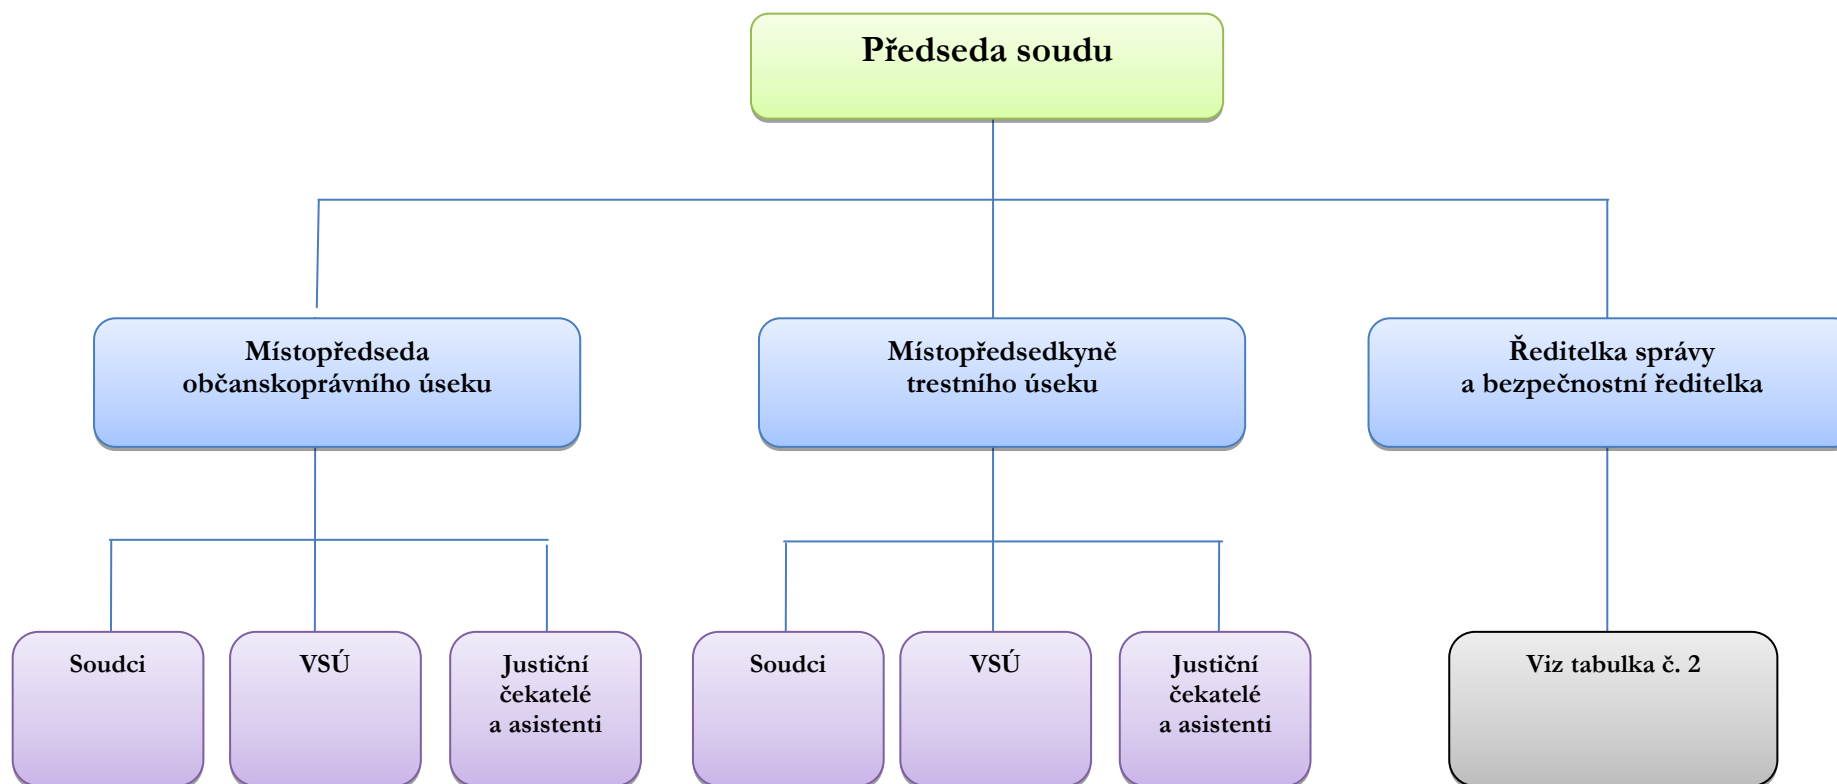 Předseda soudu
Místopředseda
občanskoprávního úseku
Místopředsedkyně
trestního úseku
Ředitelka správy
a bezpečnostní ředitelka
Soudci
VSÚ
Justiční
čekatelé
a asistenti
Soudci
VSÚ
Justiční
čekatelé
a asistenti
Viz tabulka č. 2